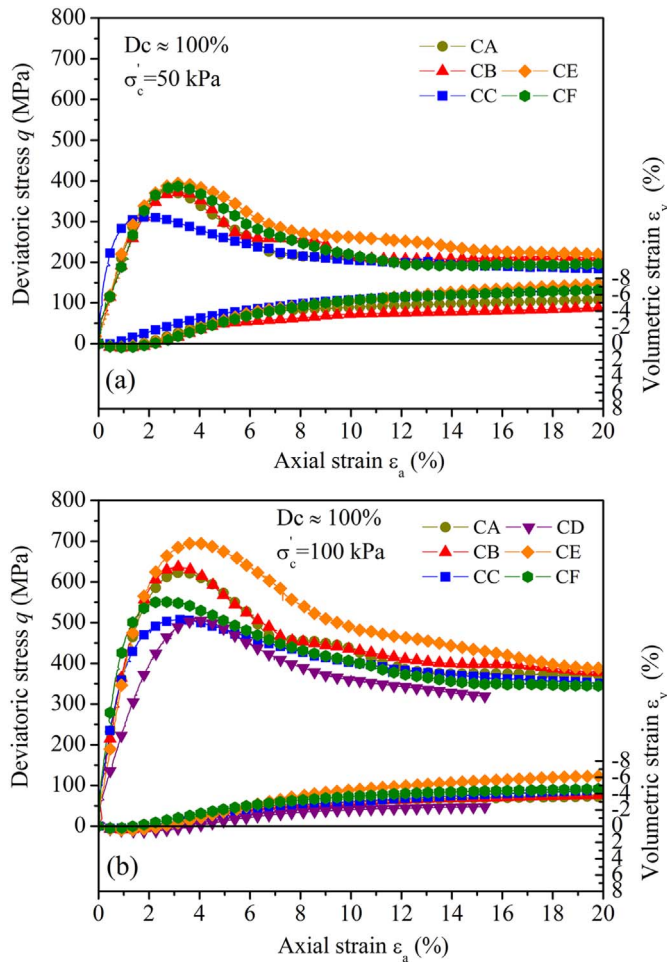 (a)
800
700
600
500
400
300
200
100
0
Deviatoric stress q (MPa)
Dc ≈ 100%
σ'c=50 kPa
CA
CB
CE
CC
CF
-8
-6
-4
-2
0
2
4
6
8
Volumetric strain εv (%)
0 2 4 6 8 10 12 14 16 18 20
Axial strain εa (%)
(b)
800
700
600
500
400
300
200
100
0
Deviatoric stress q (MPa)
Dc ≈ 100%
σ'c=100 kPa
CA
CD
CB
CE
CC
CF
-8
-6
-4
-2
0
2
4
6
8
Volumetric strain εv (%)
0 2 4 6 8 10 12 14 16 18 20
Axial strain εa (%)